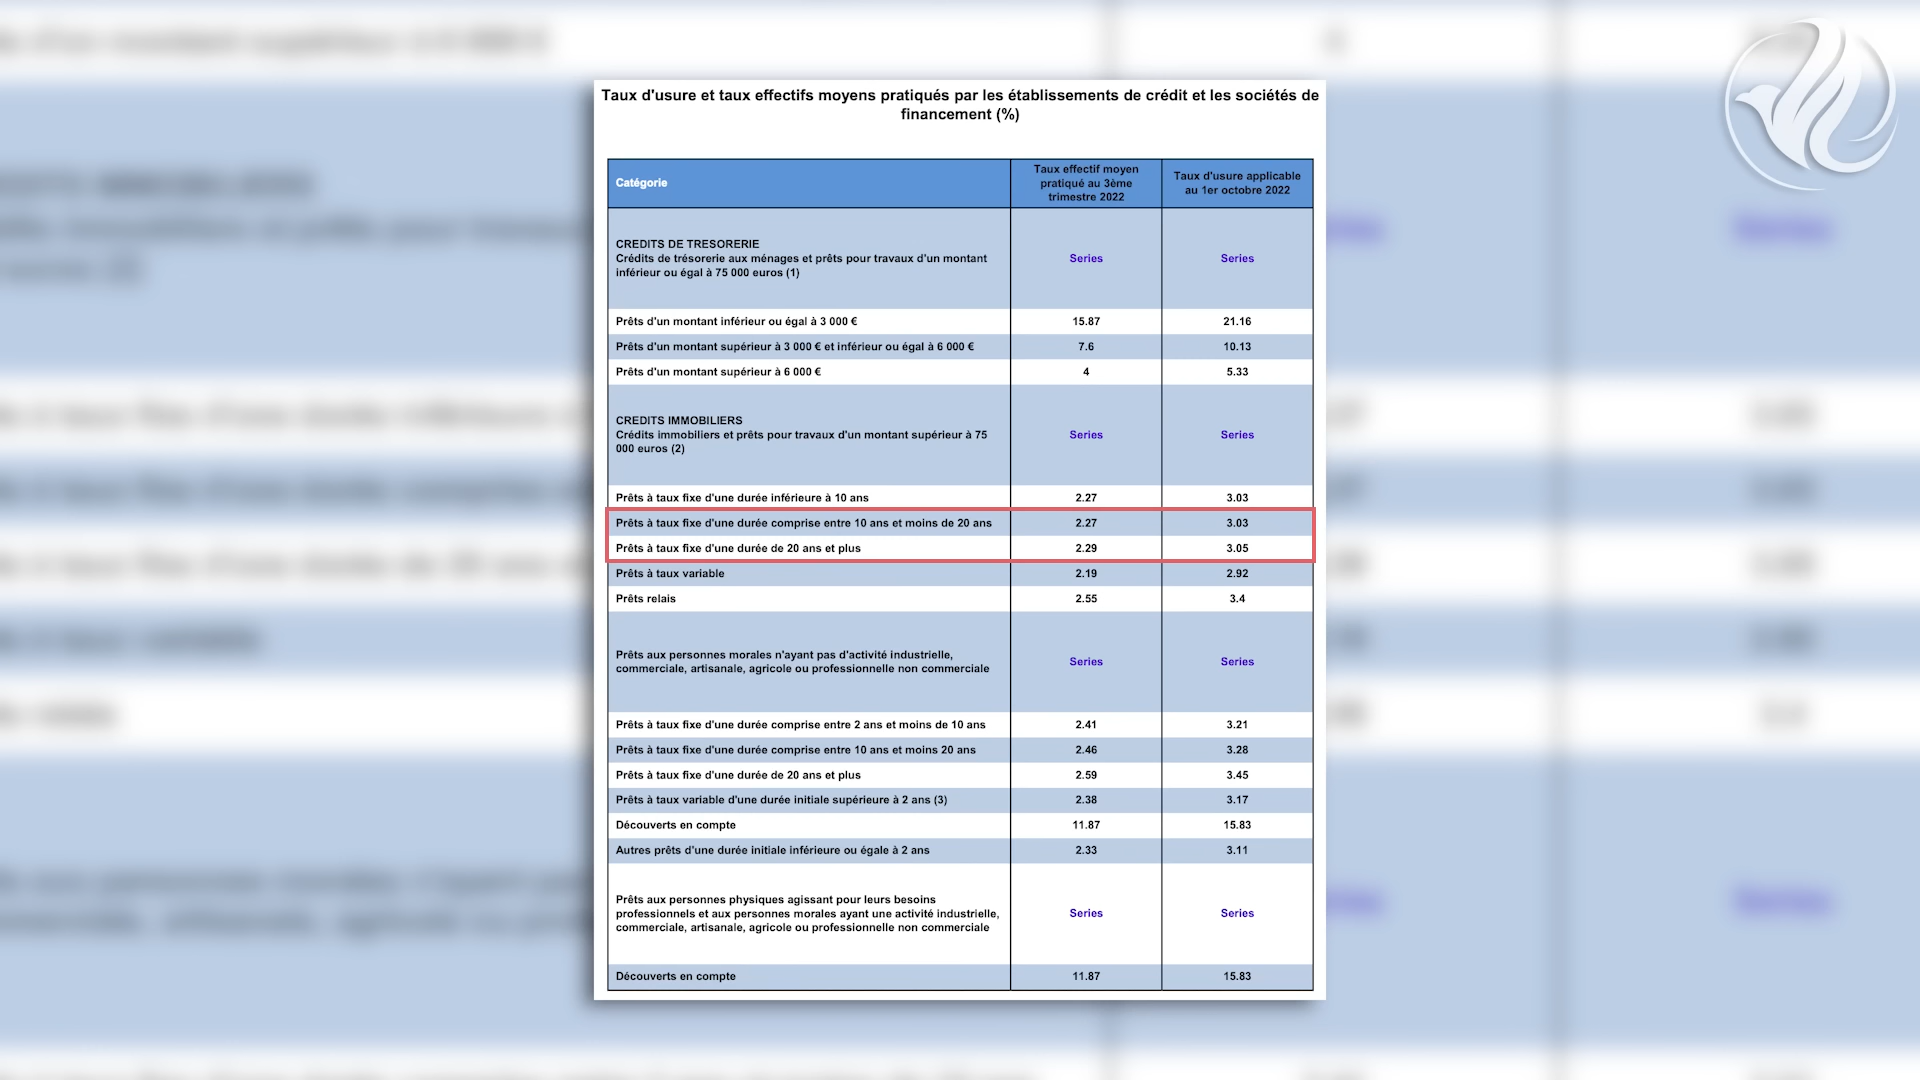 Taux d'usure et taux effectifs moyens pratiqués par les établissements de crédit et les sociétés de
financement (%)
Catégorie
Taux effectif moyen
pratiqué au 3ème
trimestre 2022
Taux d'usure applicable
au 1er octobre 2022
CREDITS DE TRESORERIE
Crédits de trésorerie aux ménages et prêts pour travaux d'un montant
inférieur ou égal à 75 000 euros (1)
Series Series
Prêts d'un montant inférieur ou égal à 3 000 € 15.87 21.16
Prêts d'un montant supérieur à 3 000 € et inférieur ou égal à 6 000 € 7.6 10.13
Prêts d'un montant supérieur à 6 000 € 4 5.33
CREDITS IMMOBILIERS
Crédits immobiliers et prêts pour travaux d'un montant supérieur à 75
000 euros (2)
Series Series
Prêts à taux fixe d'une durée inférieure à 10 ans 2.27 3.03
Prêts à taux fixe d'une durée comprise entre 10 ans et moins de 20 ans 2.27 3.03
Prêts à taux fixe d'une durée de 20 ans et plus 2.29 3.05
Prêts à taux variable 2.19 2.92
Prêts relais 2.55 3.4
Prêts aux personnes morales n'ayant pas d'activité industrielle,
commerciale, artisanale, agricole ou professionnelle non commerciale
Series Series
Prêts à taux fixe d'une durée comprise entre 2 ans et moins de 10 ans 2.41 3.21
Prêts à taux fixe d'une durée comprise entre 10 ans et moins 20 ans 2.46 3.28
Prêts à taux fixe d'une durée de 20 ans et plus 2.59 3.45
Prêts à taux variable d'une durée initiale supérieure à 2 ans (3) 2.38 3.17
Découverts en compte 11.87 15.83
Autres prêts d'une durée initiale inférieure ou égale à 2 ans 2.33 3.11
Prêts aux personnes physiques agissant pour leurs besoins
professionnels et aux personnes morales ayant une activité industrielle,
commerciale, artisanale, agricole ou professionnelle non commerciale
Series Series
Découverts en compte 11.87 15.83